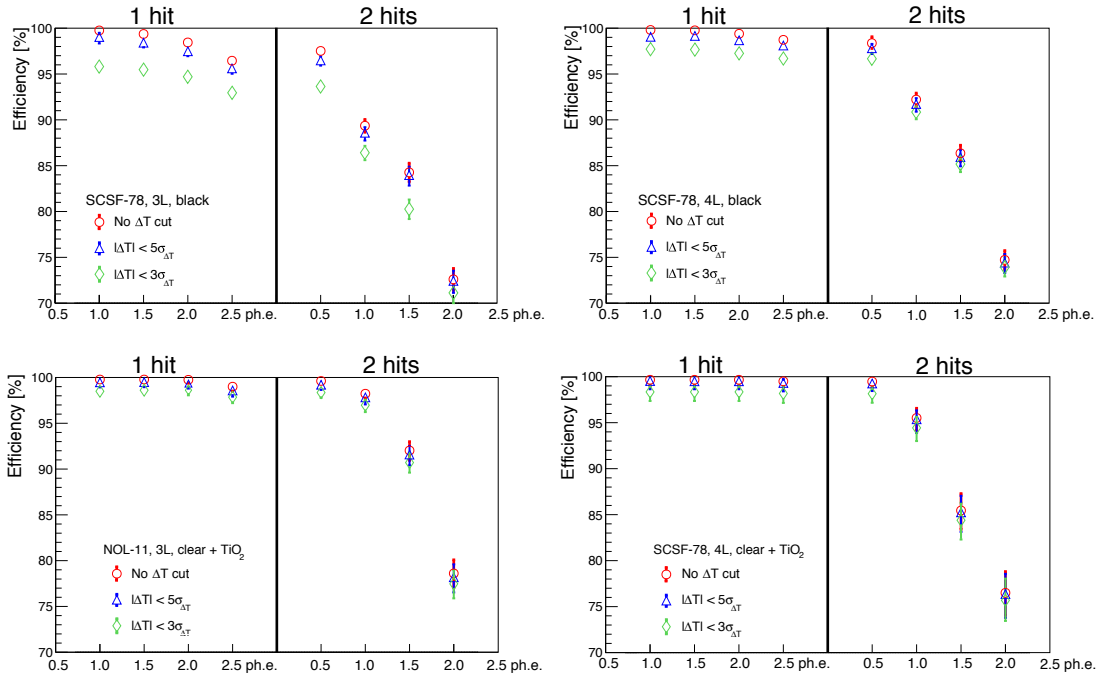 1 hit 2 hits
Efficiency [%]
100
95
90
85
80
75
70
SCSF-78, 3L, black
No ΔT cut
|ΔT| < 5σ_ΔT
|ΔT| < 3σ_ΔT
0.5 1.0 1.5 2.0 2.5 ph.e. 0.5 1.0 1.5 2.0 2.5
1 hit 2 hits
Efficiency [%]
100
95
90
85
80
75
70
SCSF-78, 4L, black
No ΔT cut
|ΔT| < 5σ_ΔT
|ΔT| < 3σ_ΔT
0.5 1.0 1.5 2.0 2.5 ph.e. 0.5 1.0 1.5 2.0 2.5 ph.e.
1 hit 2 hits
Efficiency [%]
100
95
90
85
80
75
70
NOL-11, 3L, clear + TiO₂
No ΔT cut
|ΔT| < 5σ_ΔT
|ΔT| < 3σ_ΔT
0.5 1.0 1.5 2.0 2.5 ph.e. 0.5 1.0 1.5 2.0 2.5 ph.e.
1 hit 2 hits
Efficiency [%]
100
95
90
85
80
75
70
SCSF-78, 4L, clear + TiO₂
No ΔT cut
|ΔT| < 5σ_ΔT
|ΔT| < 3σ_ΔT
0.5 1.0 1.5 2.0 2.5 ph.e. 0.5 1.0 1.5 2.0 2.5 ph.e.